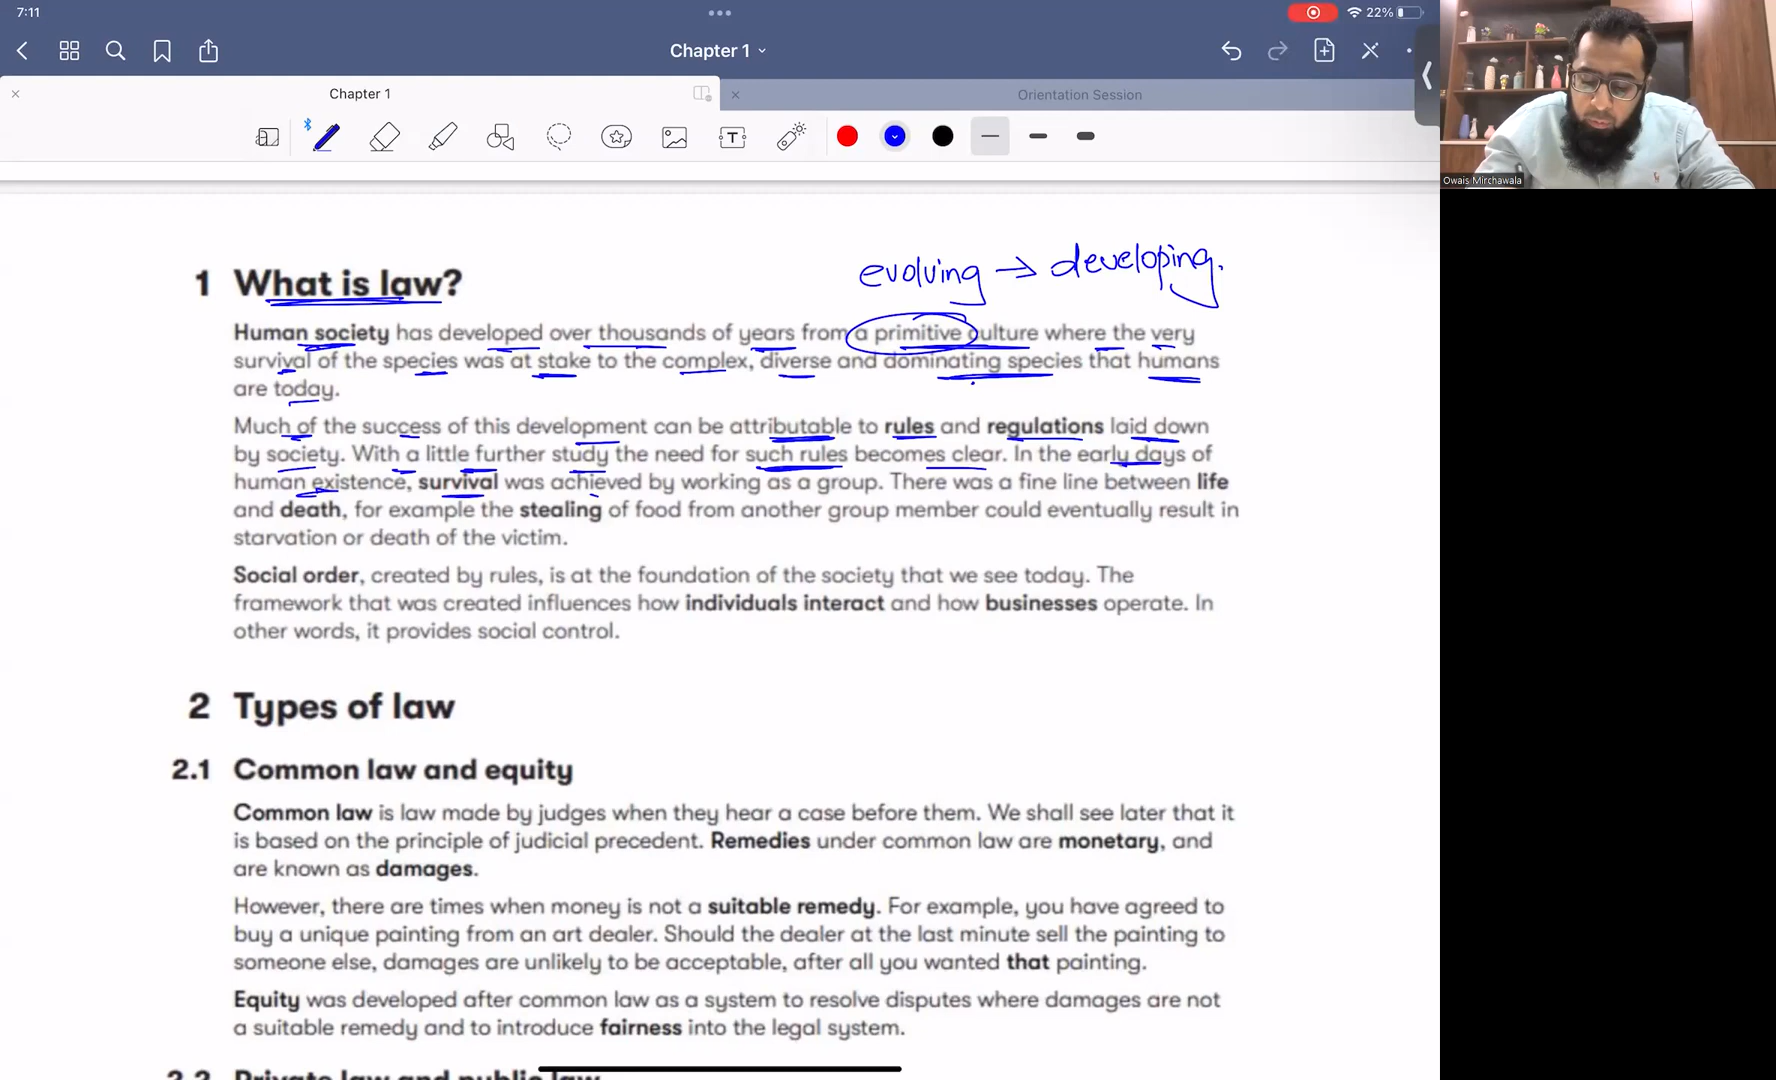 7:11
22%
Chapter 1
Chapter 1
Orientation Session
T
Owais Mirchawala
evolving → developing.
1 What is law?
Human society has developed over thousands of years from a primitive culture where the very
survival of the species was at stake to the complex, diverse and dominating species that humans
are today.
Much of the success of this development can be attributable to rules and regulations laid down
by society. With a little further study the need for such rules becomes clear. In the early days of
human existence, survival was achieved by working as a group. There was a fine line between life
and death, for example the stealing of food from another group member could eventually result in
starvation or death of the victim.
Social order, created by rules, is at the foundation of the society that we see today. The
framework that was created influences how individuals interact and how businesses operate. In
other words, it provides social control.
2 Types of law
2.1 Common law and equity
Common law is law made by judges when they hear a case before them. We shall see later that it
is based on the principle of judicial precedent. Remedies under common law are monetary, and
are known as damages.
However, there are times when money is not a suitable remedy. For example, you have agreed to
buy a unique painting from an art dealer. Should the dealer at the last minute sell the painting to
someone else, damages are unlikely to be acceptable, after all you wanted that painting.
Equity was developed after common law as a system to resolve disputes where damages are not
a suitable remedy and to introduce fairness into the legal system.
2.2 Private law and public law